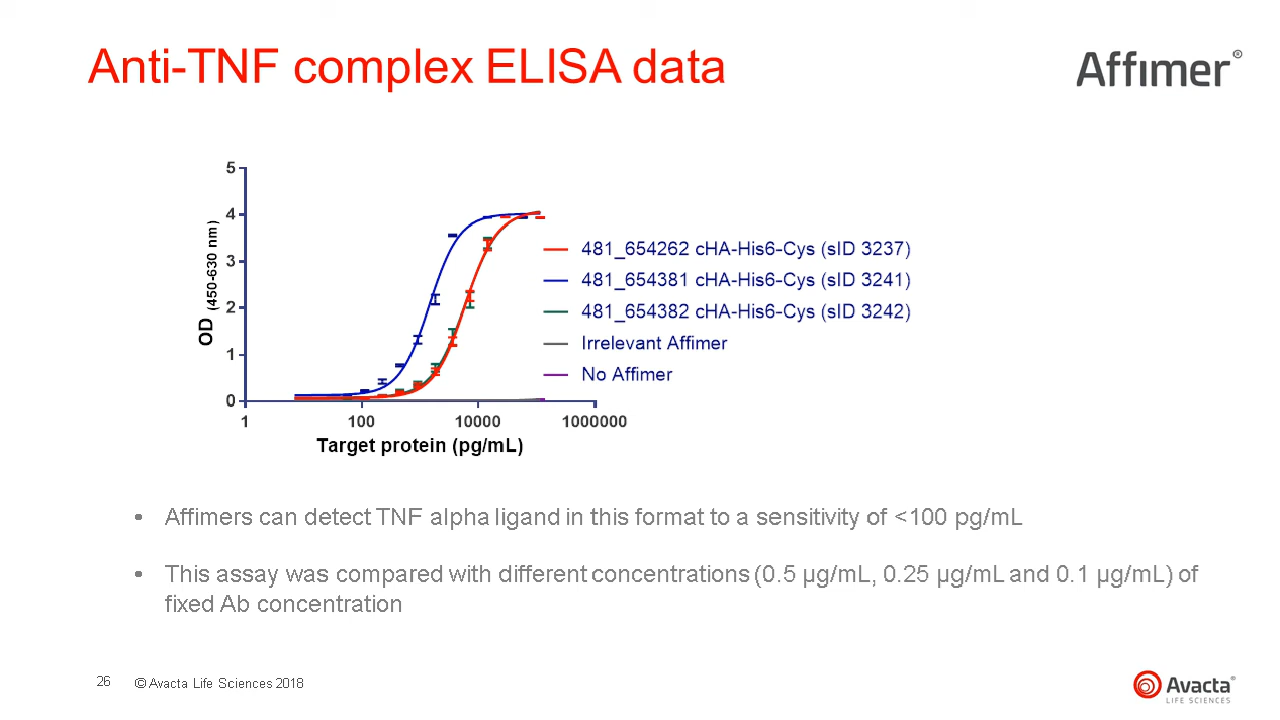 Anti-TNF complex ELISA data
Affimer®
5
4
3
2
1
0
OD (450-630 nm)
1
100
10000
1000000
Target protein (pg/mL)
481_654262 cHA-His6-Cys (sID 3237)
481_654381 cHA-His6-Cys (sID 3241)
481_654382 cHA-His6-Cys (sID 3242)
Irrelevant Affimer
No Affimer
• Affimers can detect TNF alpha ligand in this format to a sensitivity of <100 pg/mL
• This assay was compared with different concentrations (0.5 µg/mL, 0.25 µg/mL and 0.1 µg/mL) of
fixed Ab concentration
26
© Avacta Life Sciences 2018
Avacta®
LIFE SCIENCES